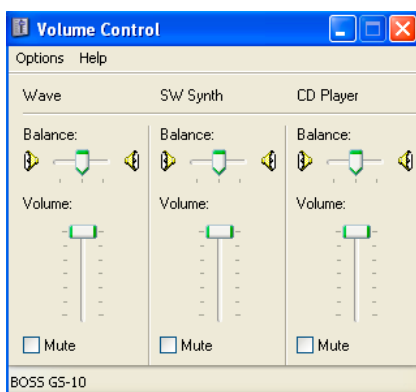 Volume Control
Options Help
Wave SW Synth CD Player
Balance: Balance: Balance:
Volume: Volume: Volume:
Mute Mute Mute
BOSS GS-10